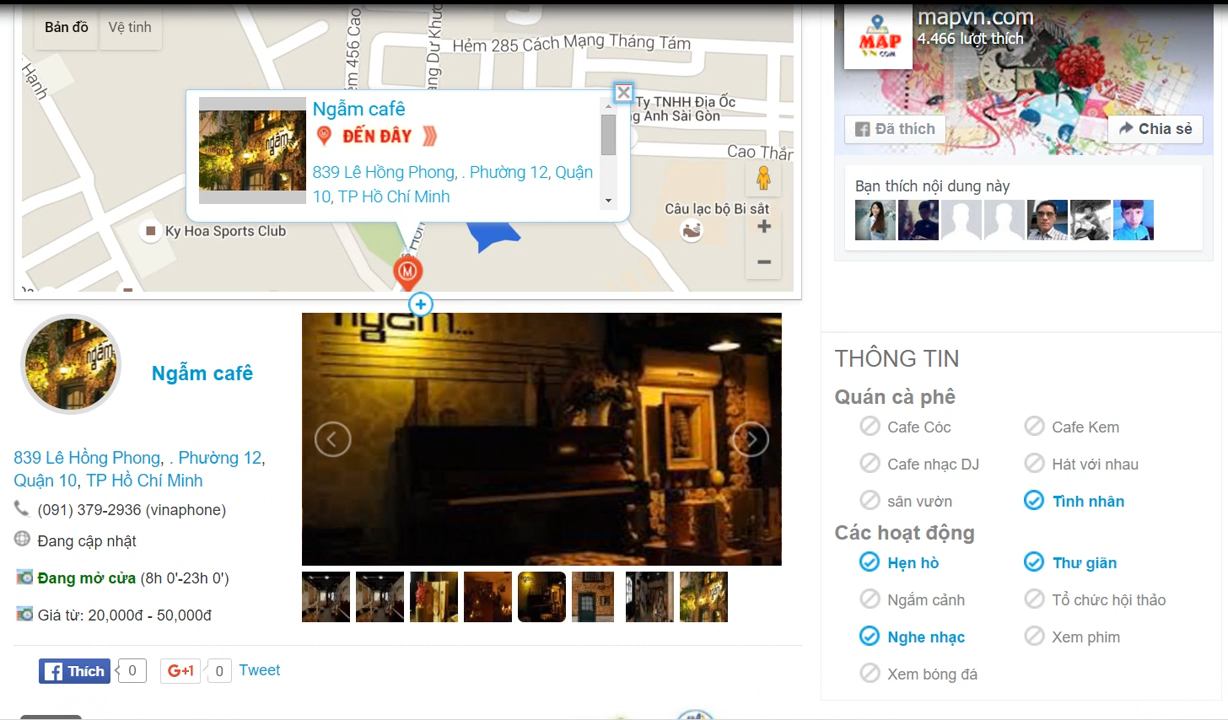 Bản đồ
Vệ tinh
Hẻm 285 Cách Mạng Tháng Tám
mapvn.com
4.466 lượt thích
MAP
VN.COM
Đã thích
Chia sẻ
Bạn thích nội dung này
Ngẫm cafê
ĐẾN ĐÂY
839 Lê Hồng Phong, . Phường 12, Quận
10, TP Hồ Chí Minh
Ty TNHH Địa Ốc
Anh Sài Gòn
Cao Thắn
Câu lạc bộ Bi sắt
Ky Hoa Sports Club
M
ngẫm
ngẫm...
Ngẫm cafê
839 Lê Hồng Phong, . Phường 12,
Quận 10, TP Hồ Chí Minh
(091) 379-2936 (vinaphone)
Đang cập nhật
Đang mở cửa (8h 0'-23h 0')
Giá từ: 20,000đ - 50,000đ
Thích
0
G+1
0
Tweet
THÔNG TIN
Quán cà phê
Cafe Cóc
Cafe Kem
Cafe nhạc DJ
Hát với nhau
sân vườn
Tình nhân
Các hoạt động
Hẹn hò
Thư giãn
Ngắm cảnh
Tổ chức hội thảo
Nghe nhạc
Xem phim
Xem bóng đá